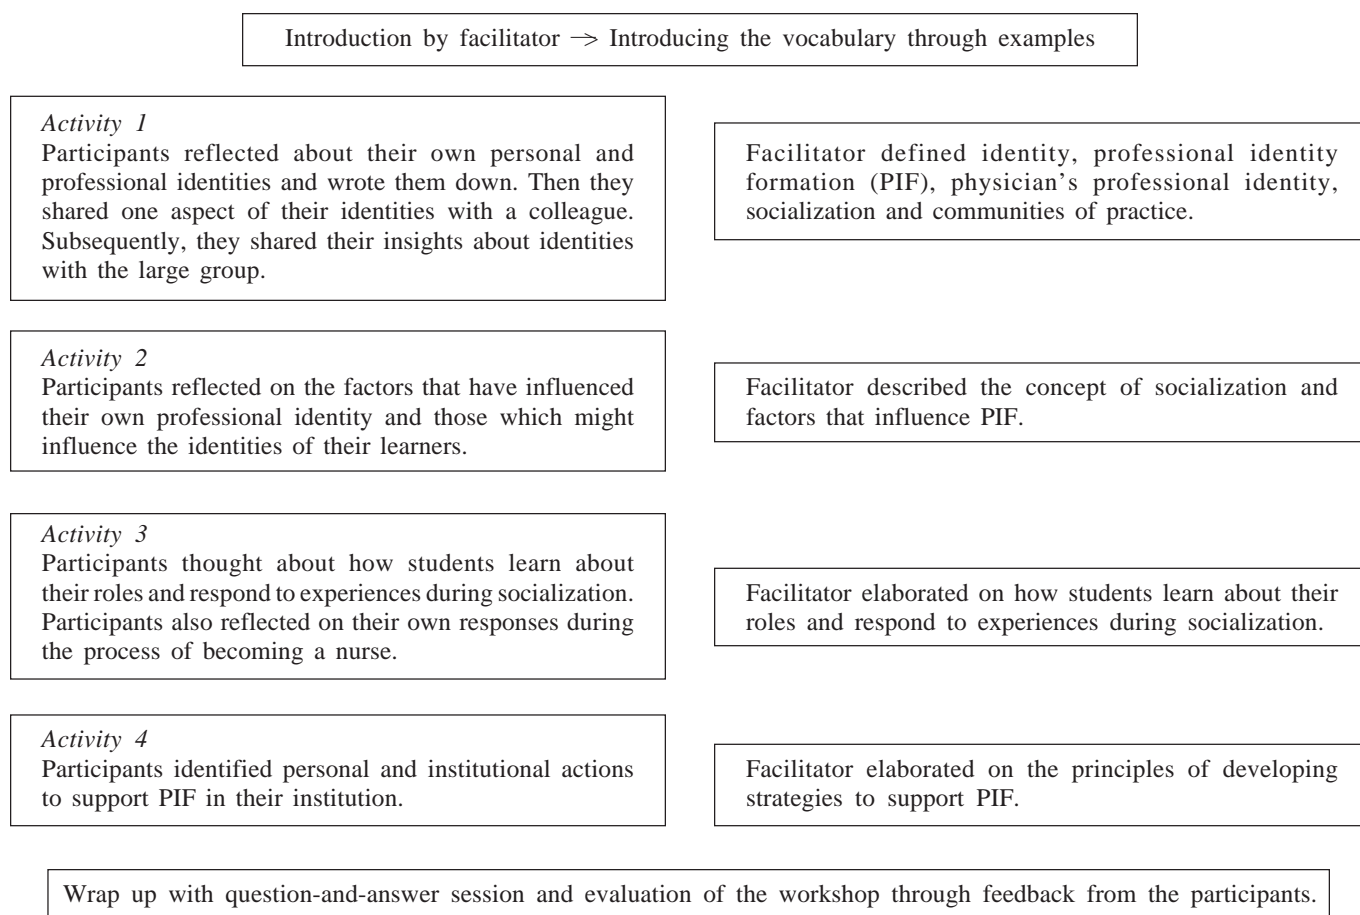 Introduction by facilitator → Introducing the vocabulary through examples
Activity 1
Participants reflected about their own personal and
professional identities and wrote them down. Then they
shared one aspect of their identities with a colleague.
Subsequently, they shared their insights about identities
with the large group.
Facilitator defined identity, professional identity
formation (PIF), physician's professional identity,
socialization and communities of practice.
Activity 2
Participants reflected on the factors that have influenced
their own professional identity and those which might
influence the identities of their learners.
Facilitator described the concept of socialization and
factors that influence PIF.
Activity 3
Participants thought about how students learn about
their roles and respond to experiences during socialization.
Participants also reflected on their own responses during
the process of becoming a nurse.
Facilitator elaborated on how students learn about their
roles and respond to experiences during socialization.
Activity 4
Participants identified personal and institutional actions
to support PIF in their institution.
Facilitator elaborated on the principles of developing
strategies to support PIF.
Wrap up with question-and-answer session and evaluation of the workshop through feedback from the participants.